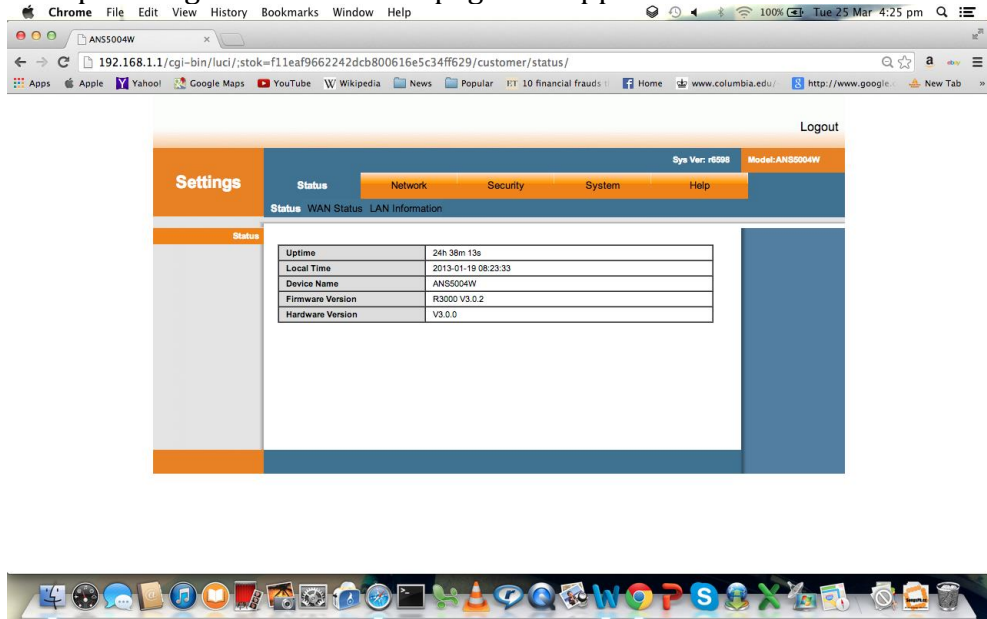 Chrome File Edit View History Bookmarks Window Help 100% Tue 25 Mar 4:25 pm
ANS5004W
192.168.1.1/cgi-bin/luci/;stok=f11eaf9662242dcb800616e5c34ff629/customer/status/
Apps Apple Yahoo! Google Maps YouTube Wikipedia News Popular ET 10 financial frauds Home www.columbia.edu/ http://www.google. New Tab »
Logout
Sys Ver: r6598 Model:ANS5004W
Settings Status Network Security System Help
Status WAN Status LAN Information
Status
Uptime 24h 38m 13s
Local Time 2013-01-19 08:23:33
Device Name ANS5004W
Firmware Version R3000 V3.0.2
Hardware Version V3.0.0